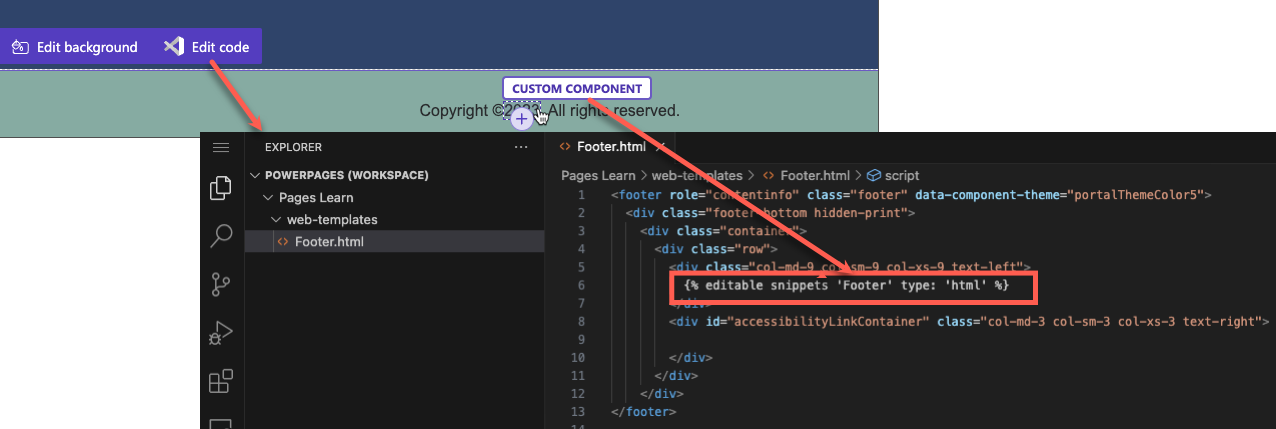 Edit background Edit code
CUSTOM COMPONENT
Copyright ©2023. All rights reserved.
EXPLORER ···
POWERPAGES (WORKSPACE)
Pages Learn
web-templates
<> Footer.html
<> Footer.html ×
Pages Learn > web-templates > <> Footer.html > script
1 <footer role="contentinfo" class="footer" data-component-theme="portalThemeColor5">
2 <div class="footer-bottom hidden-print">
3 <div class="container">
4 <div class="row">
5 <div class="col-md-9 col-sm-9 col-xs-9 text-left">
6 {% editable snippets 'Footer' type: 'html' %}
7 </div>
8 <div id="accessibilityLinkContainer" class="col-md-3 col-sm-3 col-xs-3 text-right">
9
10 </div>
11 </div>
12 </div>
13 </footer>